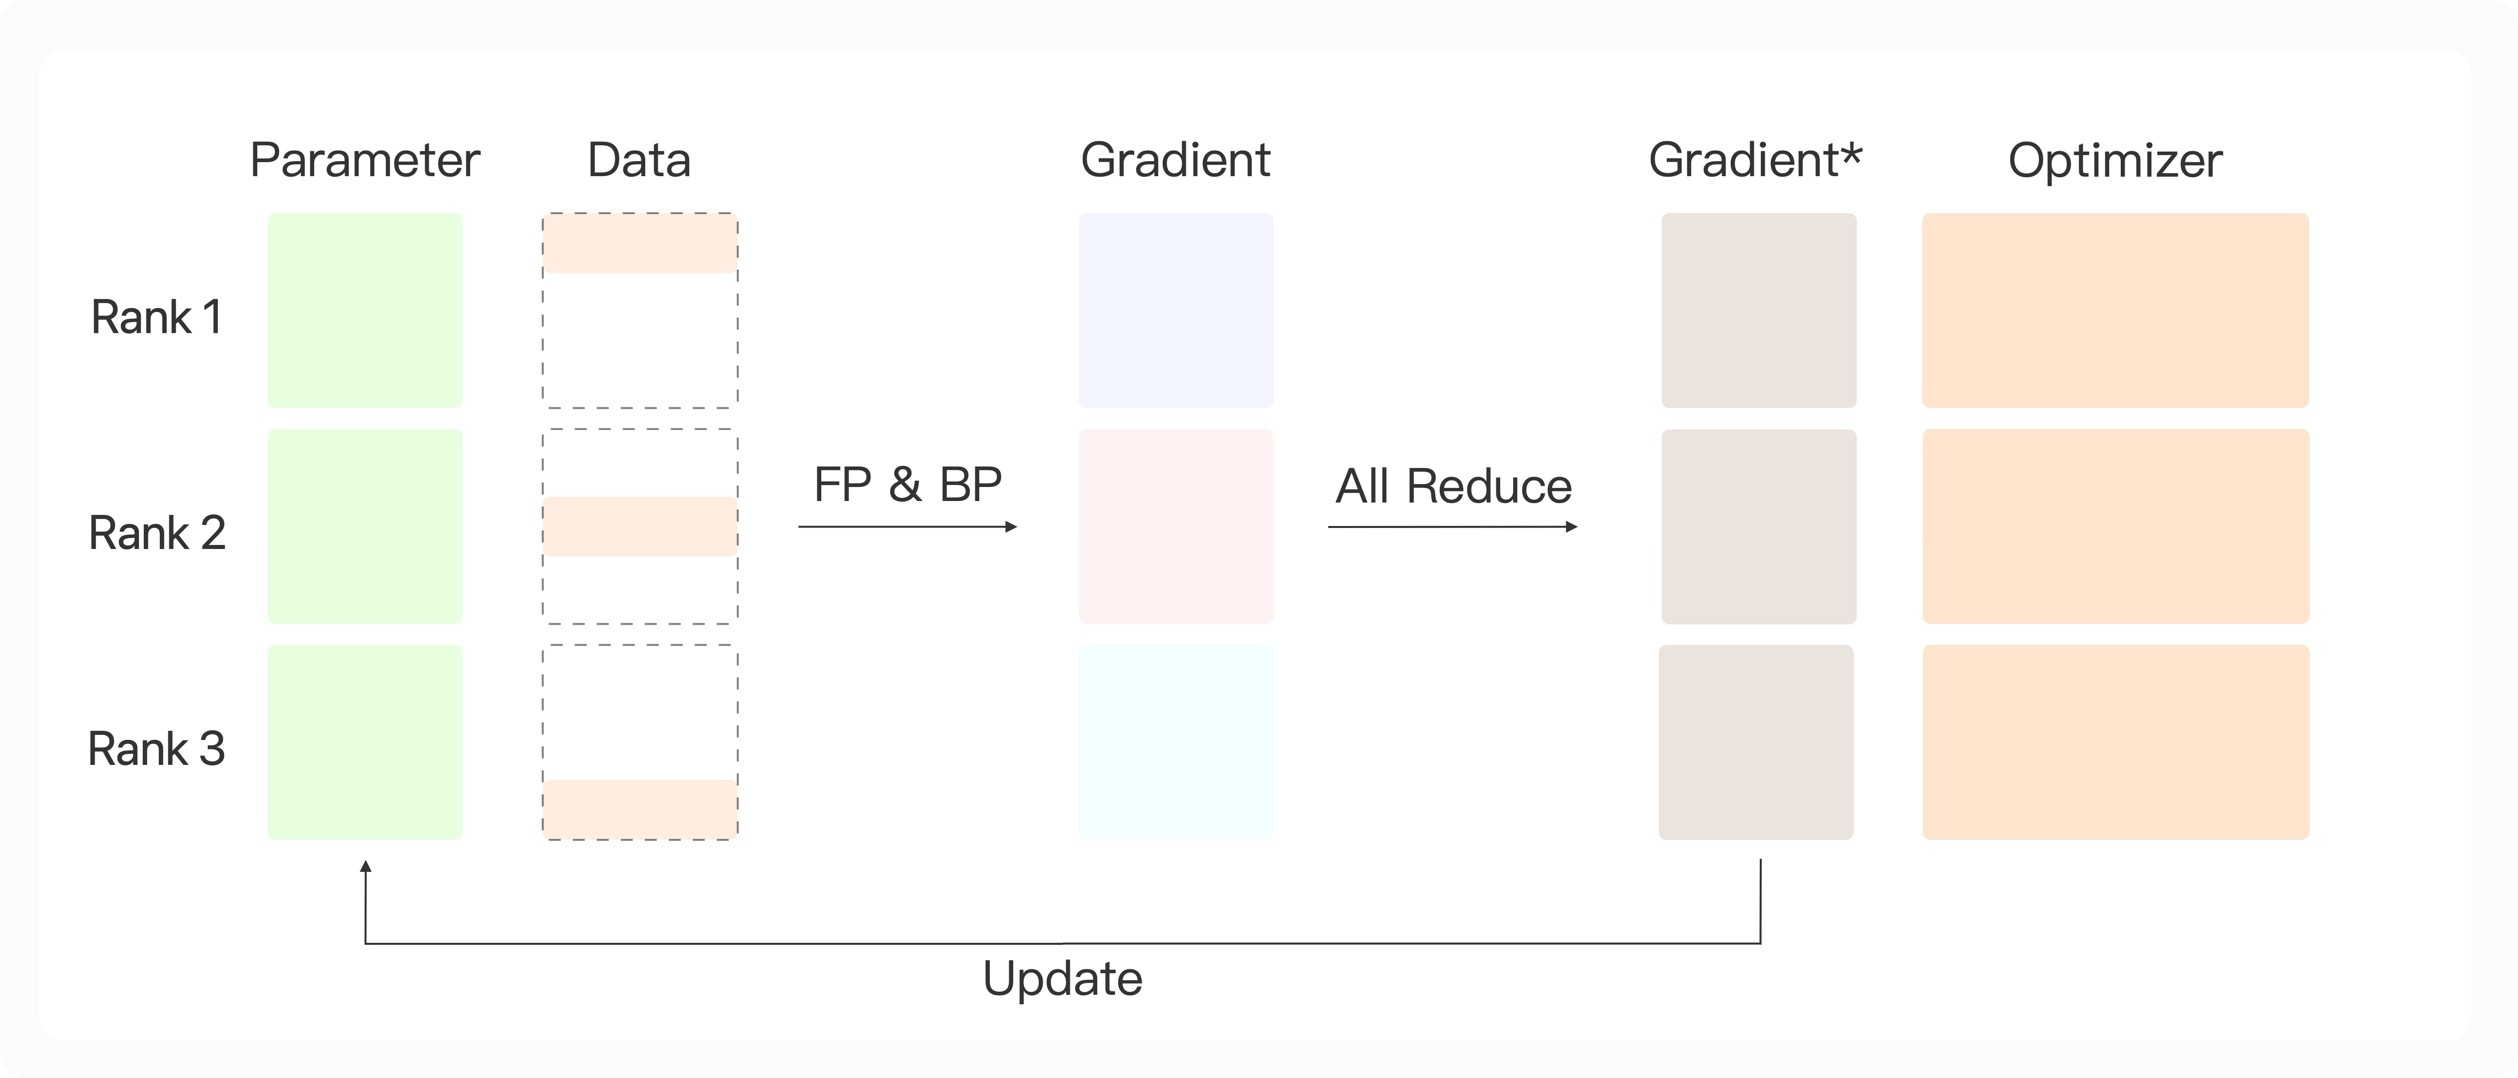 Parameter
Data
Gradient
Gradient*
Optimizer
Rank 1
Rank 2
FP & BP
All Reduce
Rank 3
Update